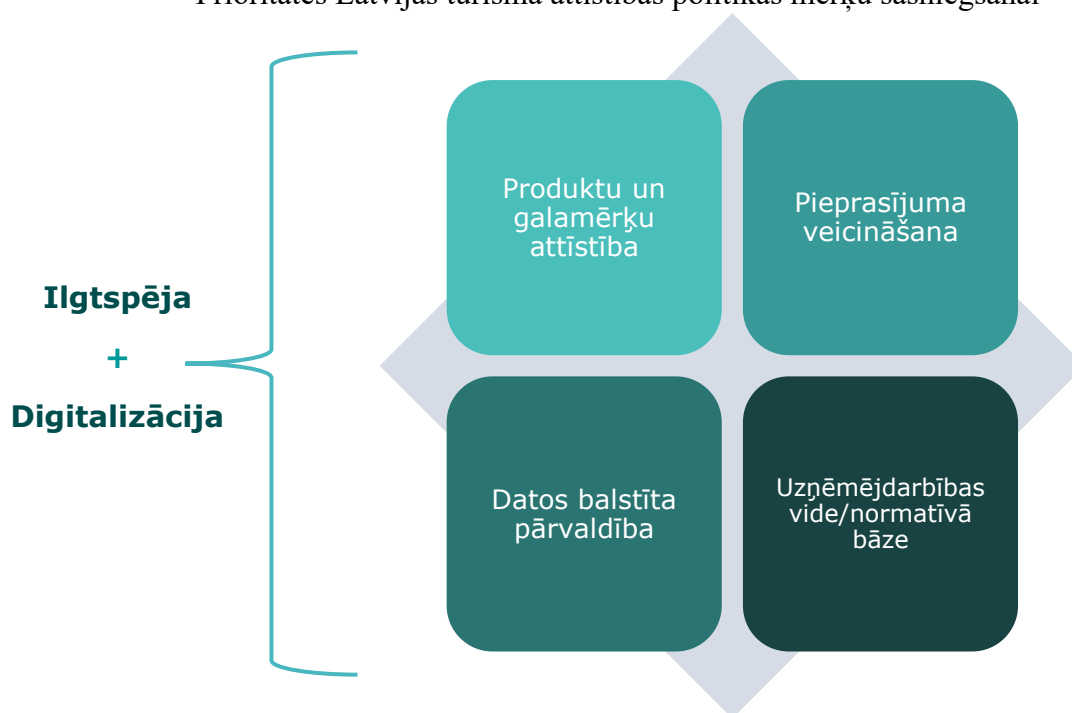 Prioritātes Latvijas tūrisma attīstības politikas mērķu sasniegšanai
Ilgtspēja
+
Digitalizācija
Produktu un
galamērķu
attīstība
Pieprasījuma
veicināšana
Datos balstīta
pārvaldība
Uzņēmējdarbības
vide/normatīvā
bāze